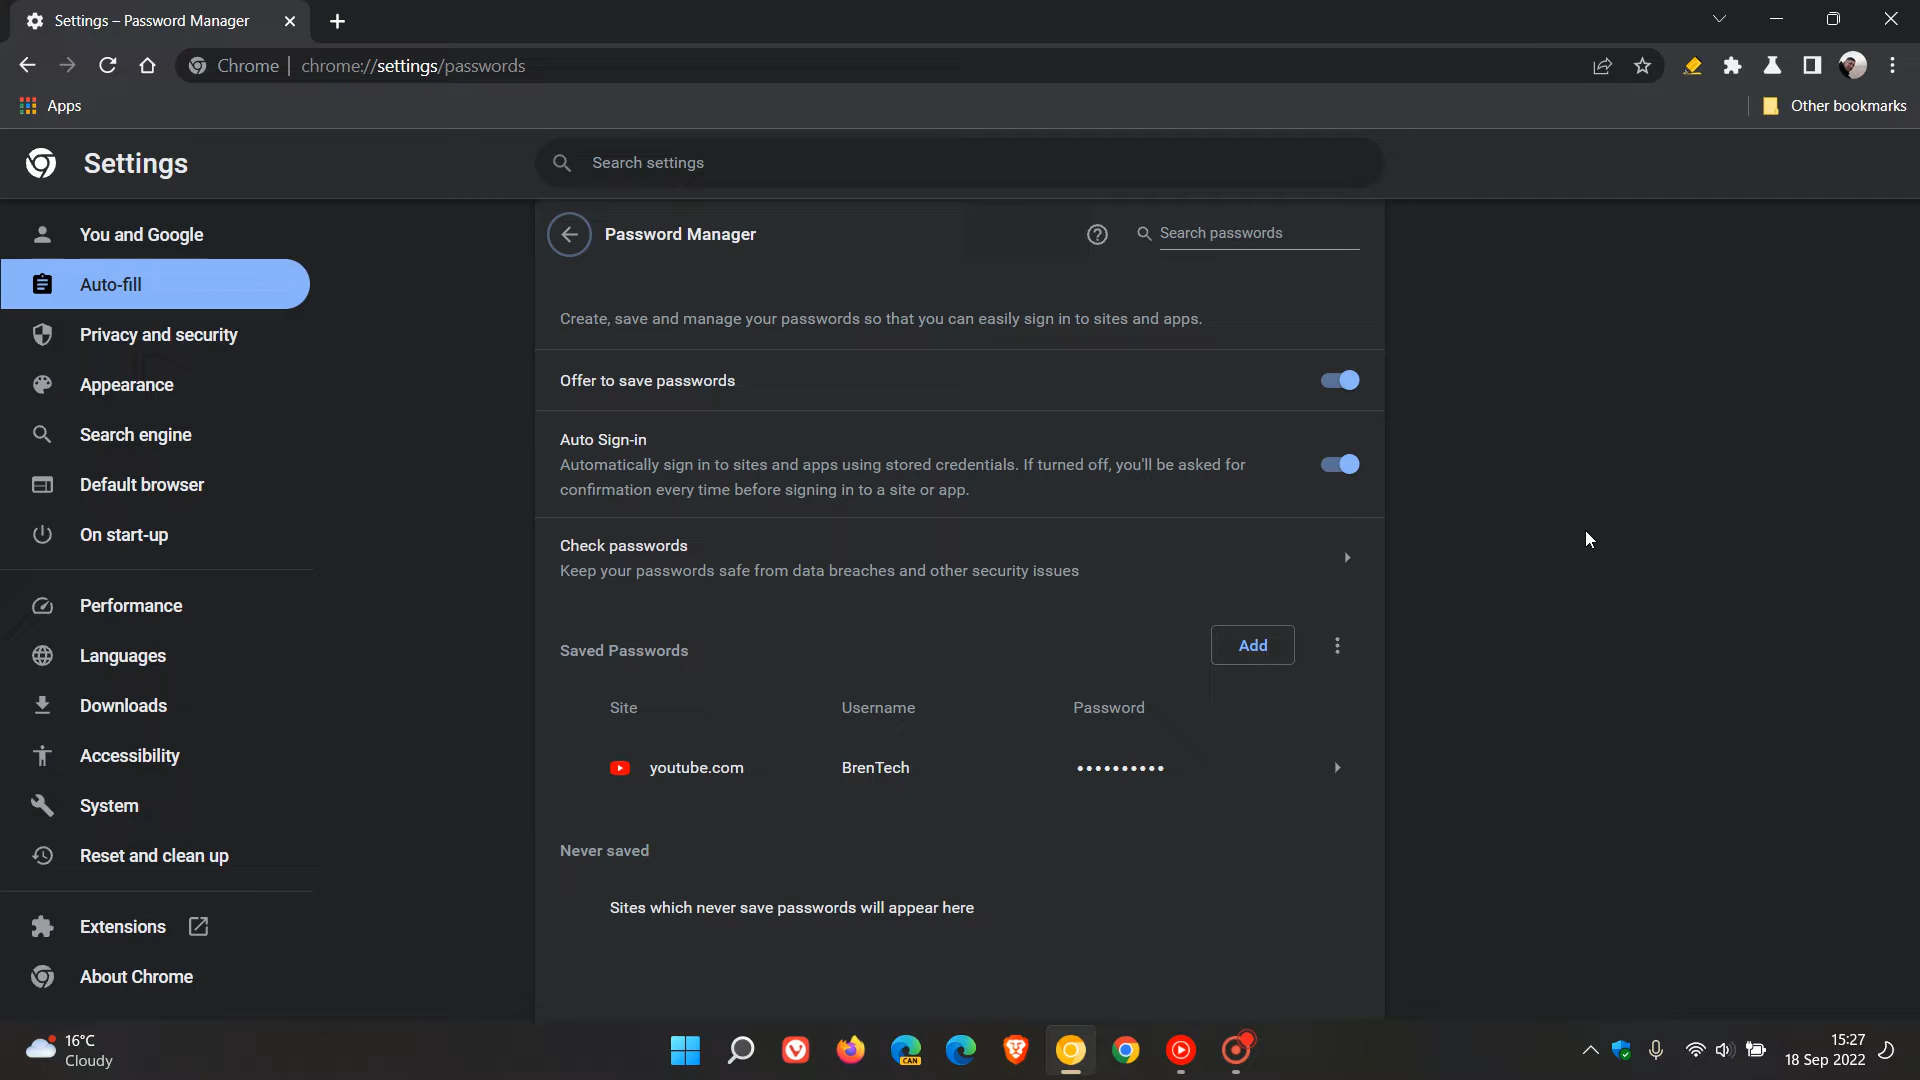 Settings – Password Manager
Chrome | chrome://settings/passwords
Apps
Other bookmarks
Settings
Search settings
You and Google
Auto-fill
Privacy and security
Appearance
Search engine
Default browser
On start-up
Performance
Languages
Downloads
Accessibility
System
Reset and clean up
Extensions
About Chrome
Password Manager
Search passwords
Create, save and manage your passwords so that you can easily sign in to sites and apps.
Offer to save passwords
Auto Sign-in
Automatically sign in to sites and apps using stored credentials. If turned off, you'll be asked for
confirmation every time before signing in to a site or app.
Check passwords
Keep your passwords safe from data breaches and other security issues
Saved Passwords
Add
Site Username Password
youtube.com BrenTech ••••••••••
Never saved
Sites which never save passwords will appear here
16°C
Cloudy
CAN
15:27
18 Sep 2022